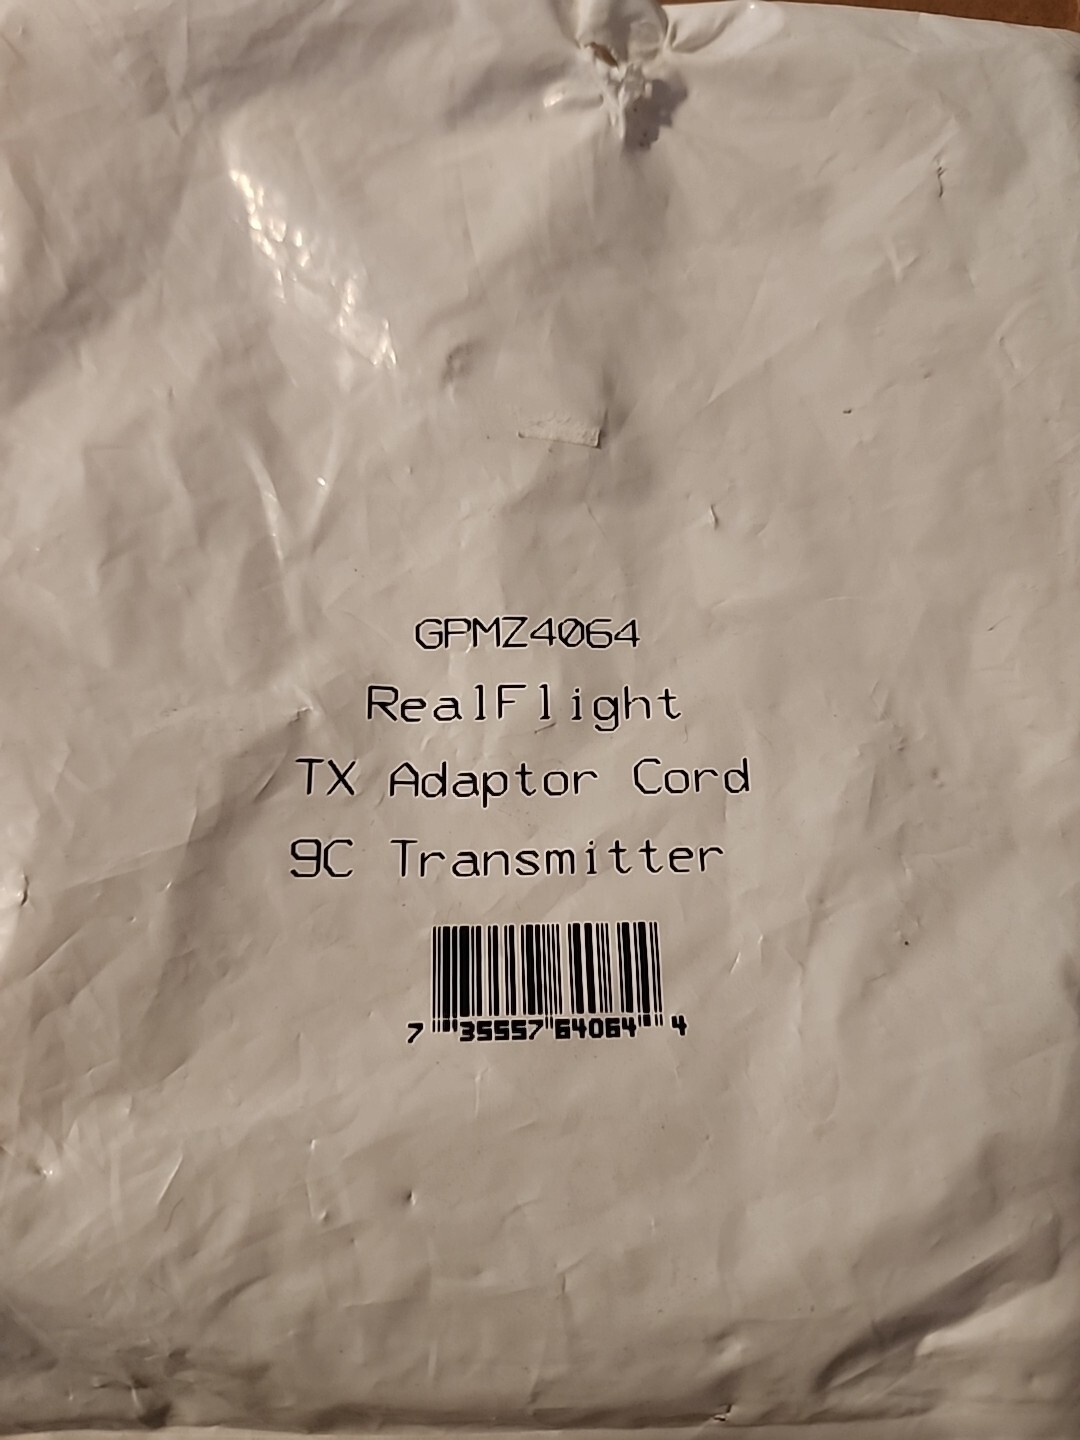 GPMZ4064
RealFlight
TX Adaptor Cord
9C Transmitter
7 35557 64064 4